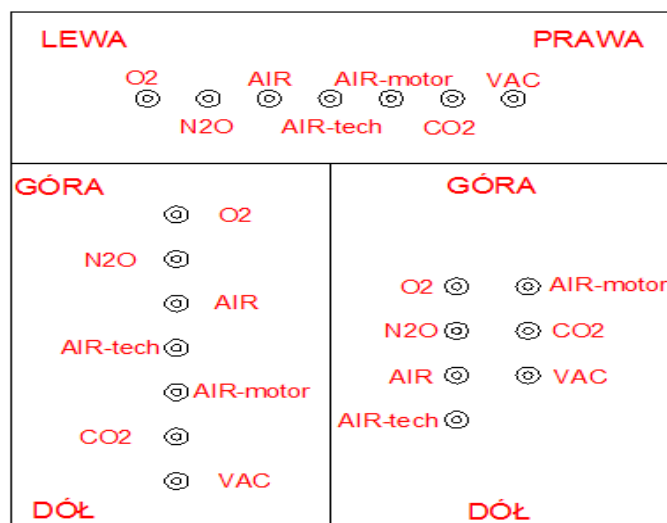 LEWA PRAWA
O2 AIR AIR-motor VAC
N2O AIR-tech CO2
GÓRA
O2
N2O
AIR
AIR-tech
AIR-motor
CO2
VAC
DÓŁ
GÓRA
O2 AIR-motor
N2O CO2
AIR VAC
AIR-tech
DÓŁ